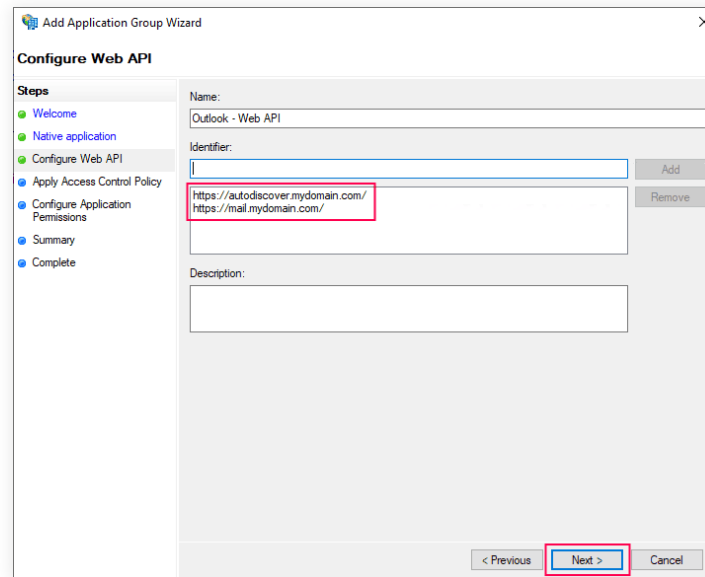 Add Application Group Wizard
Configure Web API
Steps
Welcome
Native application
Configure Web API
Apply Access Control Policy
Configure Application
Permissions
Summary
Complete
Name:
Outlook - Web API
Identifier:
Add
https://autodiscover.mydomain.com/
https://mail.mydomain.com/
Remove
Description:
< Previous
Next >
Cancel